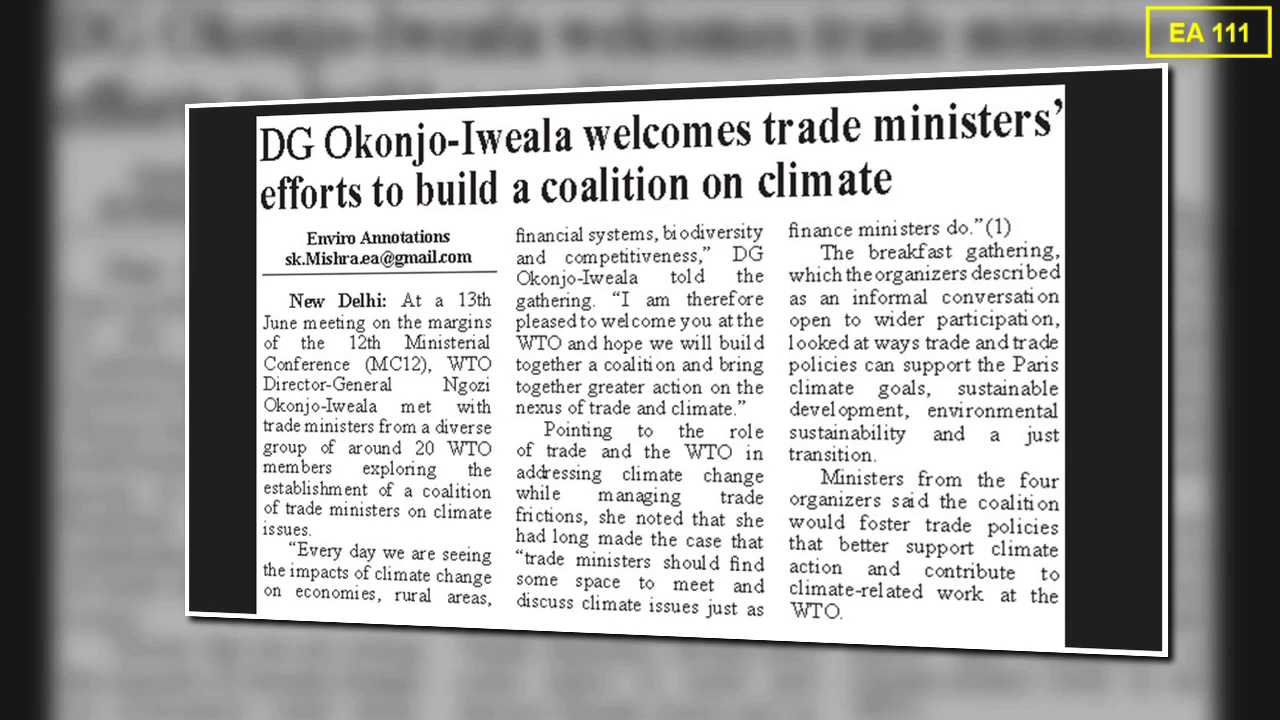 EA 111
DG Okonjo-Iweala welcomes trade ministers’
efforts to build a coalition on climate
Enviro Annotations
sk.Mishra.ea@gmail.com
New Delhi: At a 13th
June meeting on the margins
of the 12th Ministerial
Conference (MC12), WTO
Director-General Ngozi
Okonjo-Iweala met with
trade ministers from a diverse
group of around 20 WTO
members exploring the
establishment of a coalition
of trade ministers on climate
issues.
“Every day we are seeing
the impacts of climate change
on economies, rural areas,
financial systems, biodiversity
and competitiveness,” DG
Okonjo-Iweala told the
gathering. “I am therefore
pleased to welcome you at the
WTO and hope we will build
together a coalition and bring
together greater action on the
nexus of trade and climate.”
Pointing to the role
of trade and the WTO in
addressing climate change
while managing trade
frictions, she noted that she
had long made the case that
“trade ministers should find
some space to meet and
discuss climate issues just as
finance ministers do.”(1)
The breakfast gathering,
which the organizers described
as an informal conversation
open to wider participation,
looked at ways trade and trade
policies can support the Paris
climate goals, sustainable
development, environmental
sustainability and a just
transition.
Ministers from the four
organizers said the coalition
would foster trade policies
that better support climate
action and contribute to
climate-related work at the
WTO.